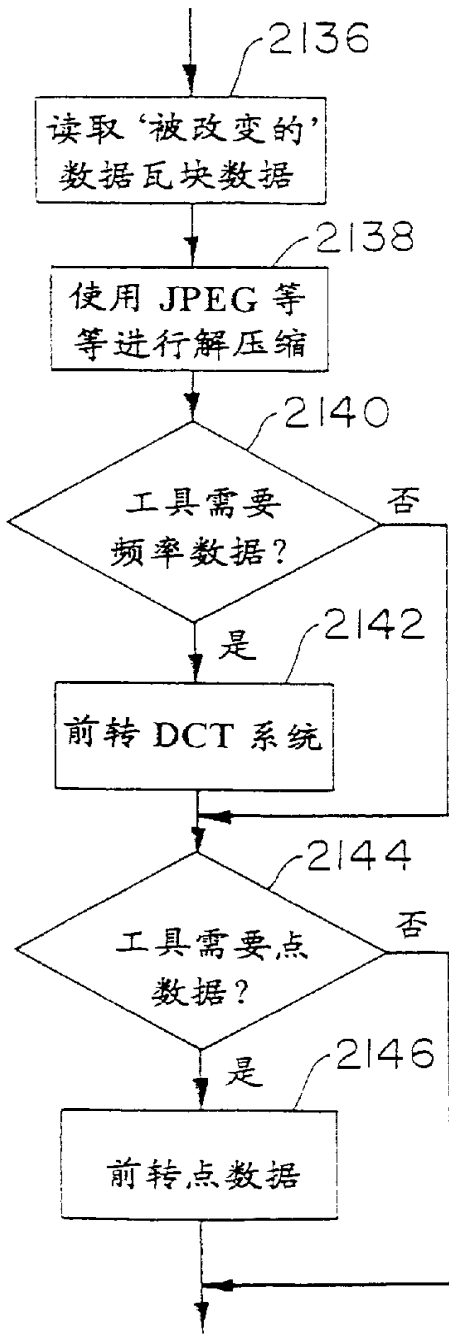 2136
读取‘被改变的’
数据瓦块数据
2138
使用 JPEG 等
等进行解压缩
2140
工具需要
频率数据？
否
是
2142
前转 DCT 系统
2144
工具需要点
数据？
否
是
2146
前转点数据